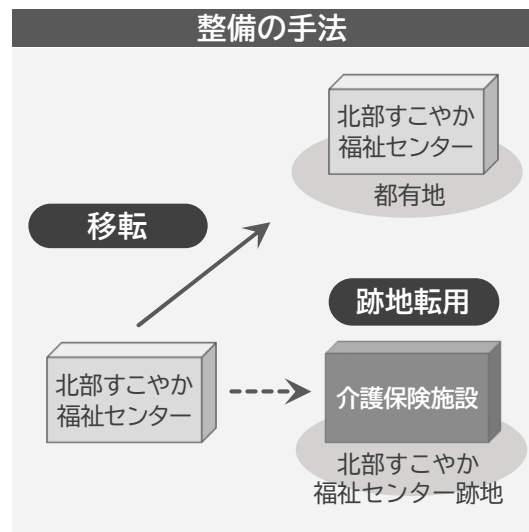 整備の手法
北部すこやか
福祉センター
都有地
移転
跡地転用
北部すこやか
福祉センター
介護保険施設
北部すこやか
福祉センター跡地